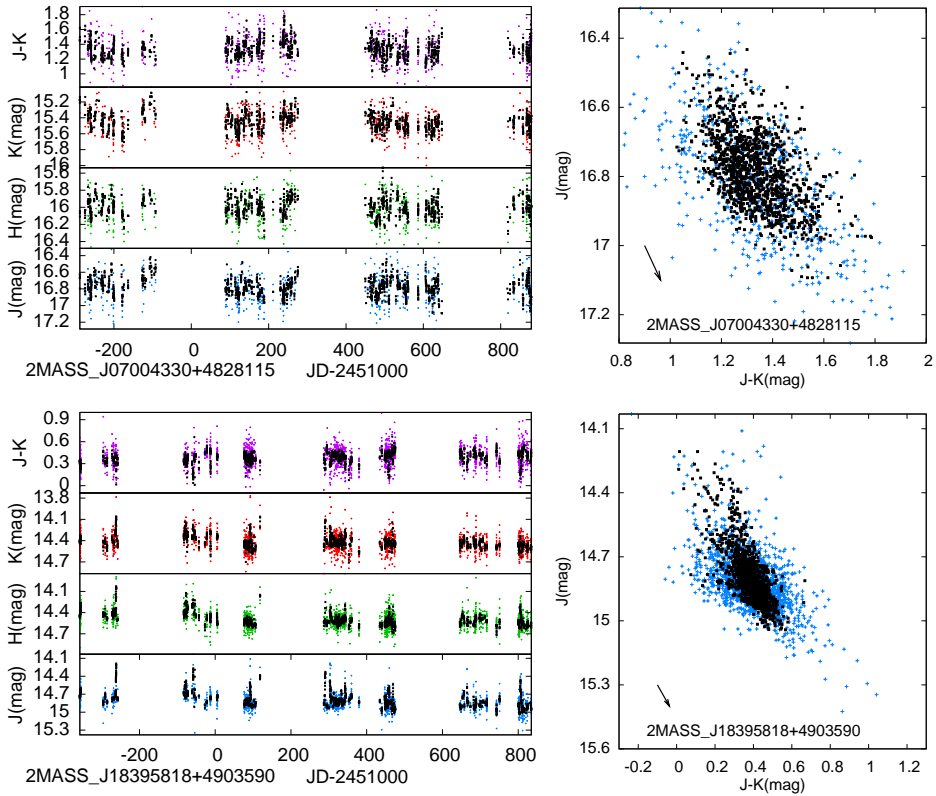 J-K
1.8
1.6
1.4
1.2
1
K(mag)
15.2
15.4
15.6
15.8
16
H(mag)
15.6
15.8
16
16.2
16.4
J(mag)
16.4
16.6
16.8
17
17.2
-200 0 200 400 600 800
2MASS_J07004330+4828115 JD-2451000
J(mag)
16.4
16.6
16.8
17
17.2
2MASS_J07004330+4828115
0.8 1 1.2 1.4 1.6 1.8 2
J-K(mag)
J-K
0.9
0.6
0.3
0
K(mag)
13.8
14.1
14.4
14.7
H(mag)
14.1
14.4
14.7
J(mag)
14.1
14.4
14.7
15
15.3
-200 0 200 400 600 800
2MASS_J18395818+4903590 JD-2451000
J(mag)
14.1
14.4
14.7
15
15.3
15.6
2MASS_J18395818+4903590
-0.2 0 0.2 0.4 0.6 0.8 1 1.2
J-K(mag)